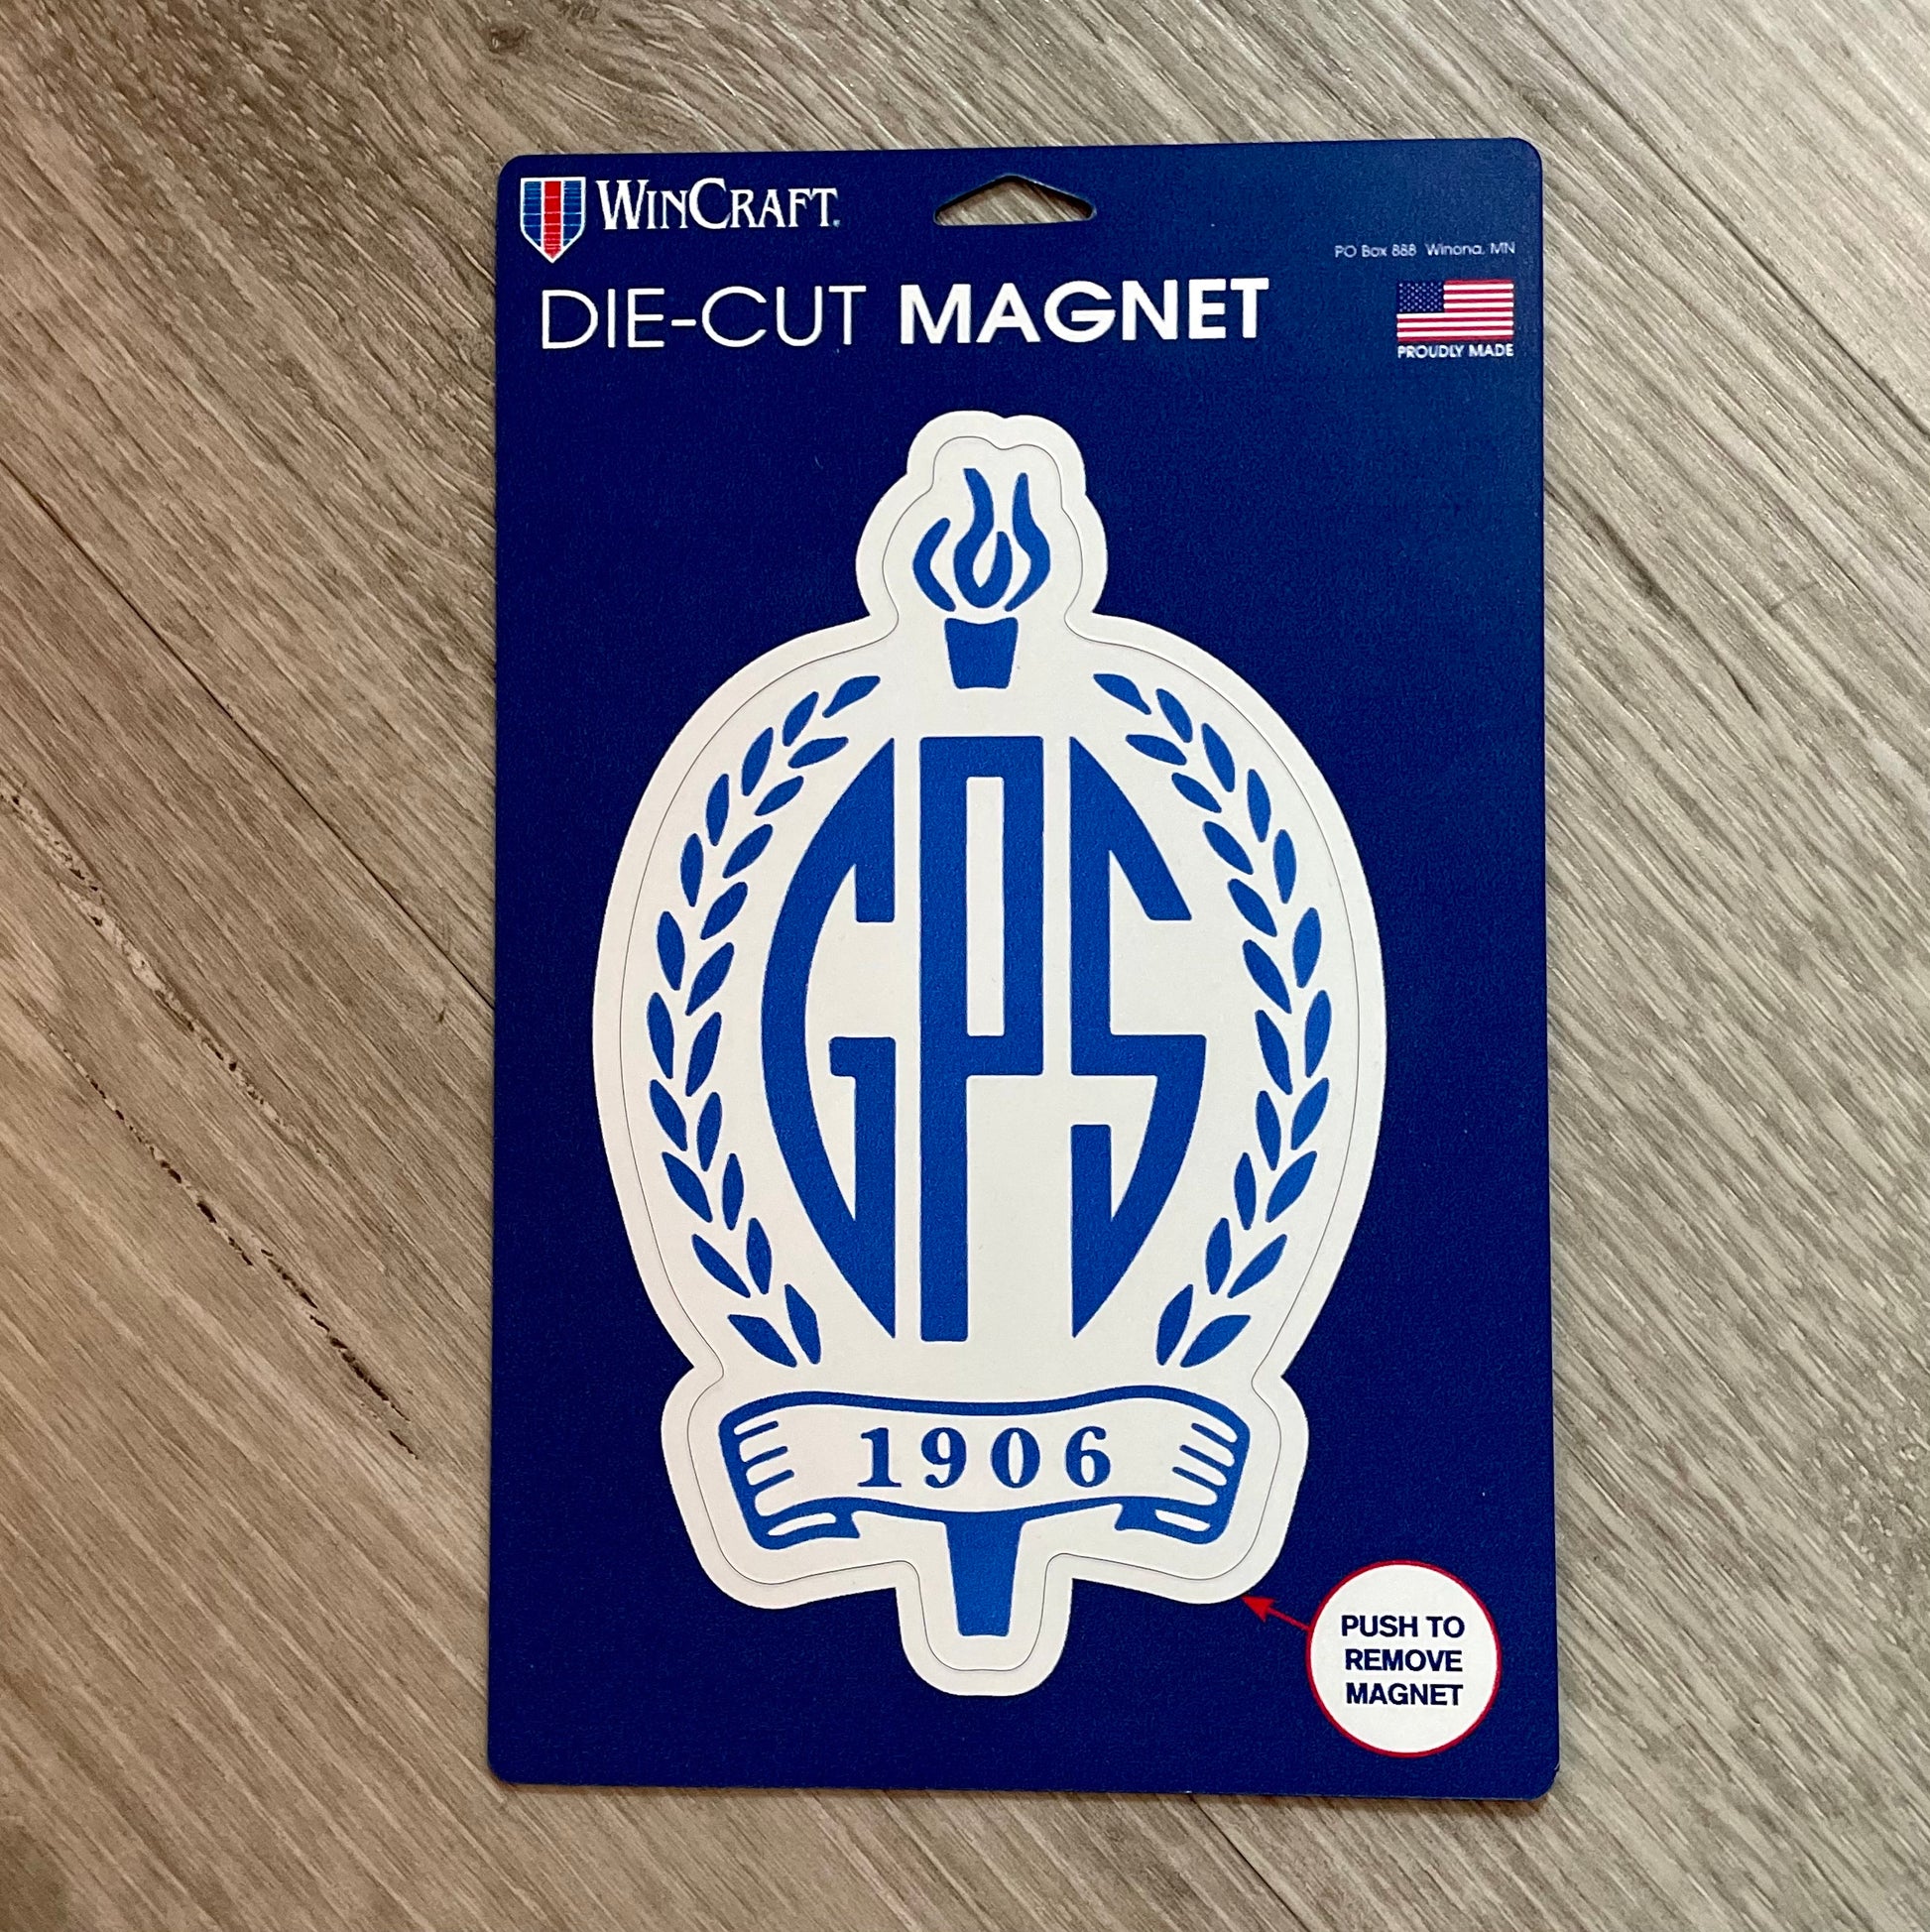 WINCRAFT
PO Box 888 Winona, MN
DIE-CUT MAGNET
PROUDLY MADE
GPS
1906
PUSH TO
REMOVE
MAGNET